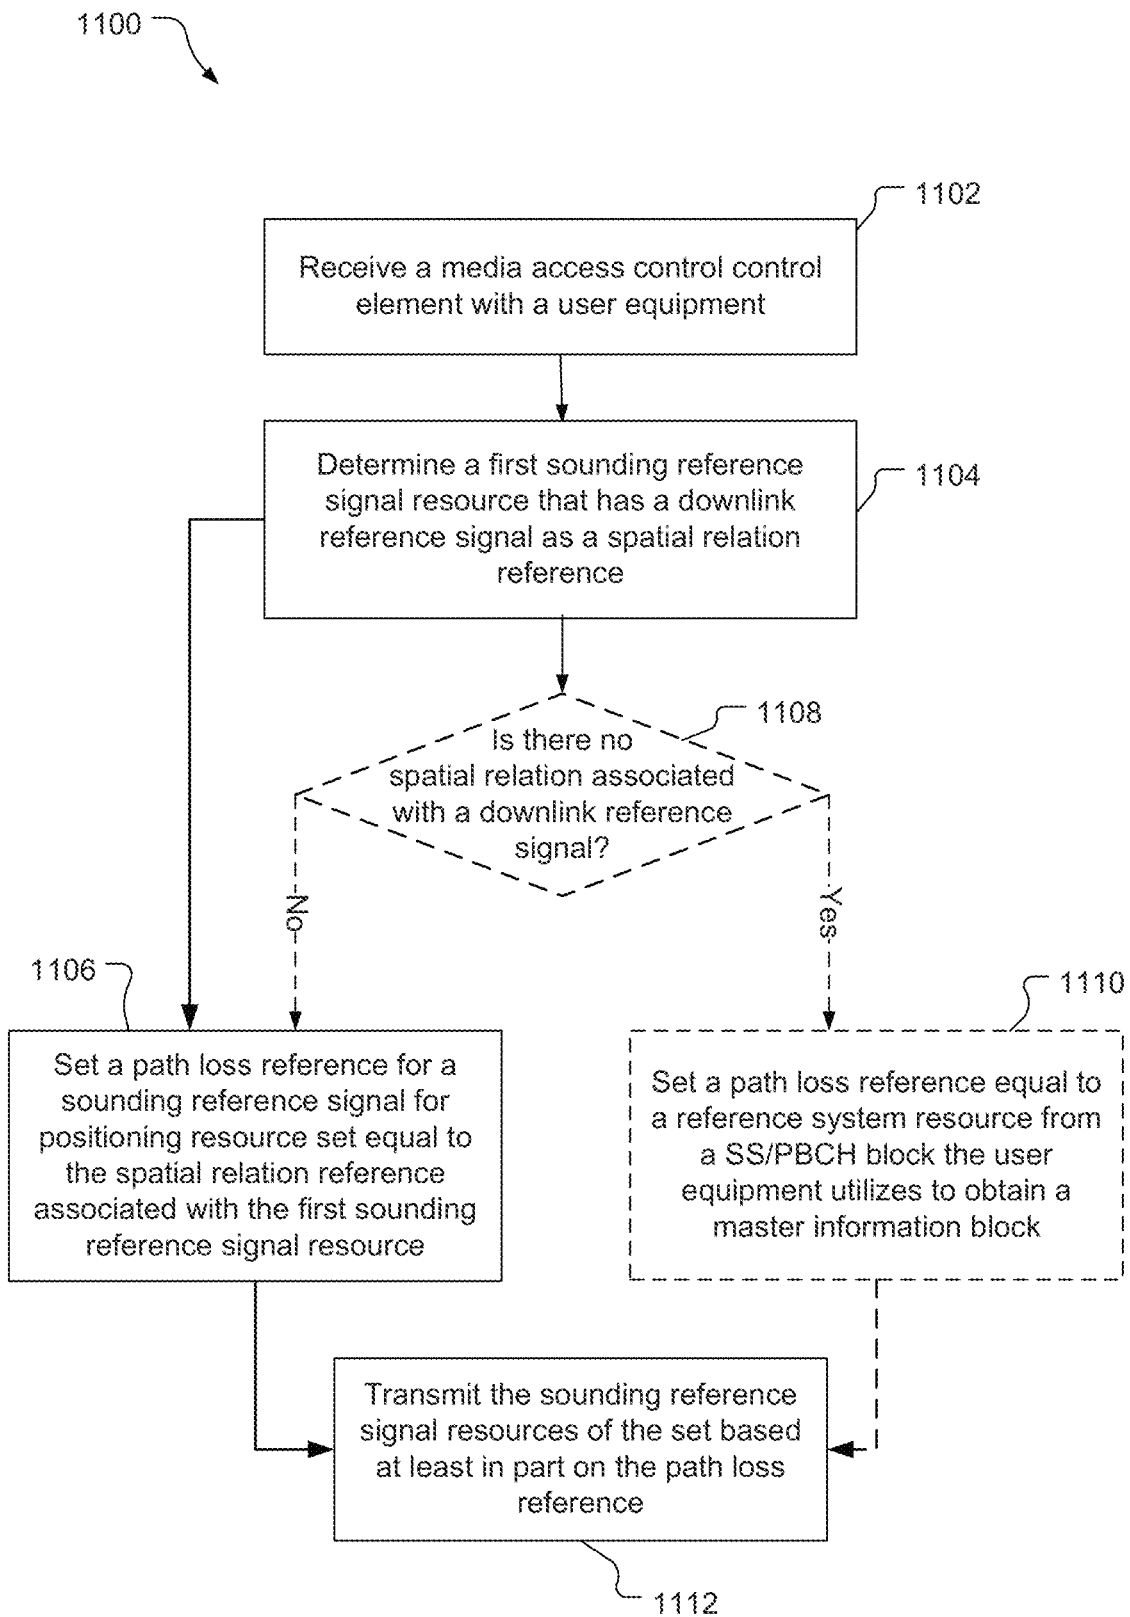 1100
1102
Receive a media access control control
element with a user equipment
1104
Determine a first sounding reference
signal resource that has a downlink
reference signal as a spatial relation
reference
1108
Is there no
spatial relation associated
with a downlink reference
signal?
No
Yes
1106
Set a path loss reference for a
sounding reference signal for
positioning resource set equal to
the spatial relation reference
associated with the first sounding
reference signal resource
1110
Set a path loss reference equal to
a reference system resource from
a SS/PBCH block the user
equipment utilizes to obtain a
master information block
Transmit the sounding reference
signal resources of the set based
at least in part on the path loss
reference
1112